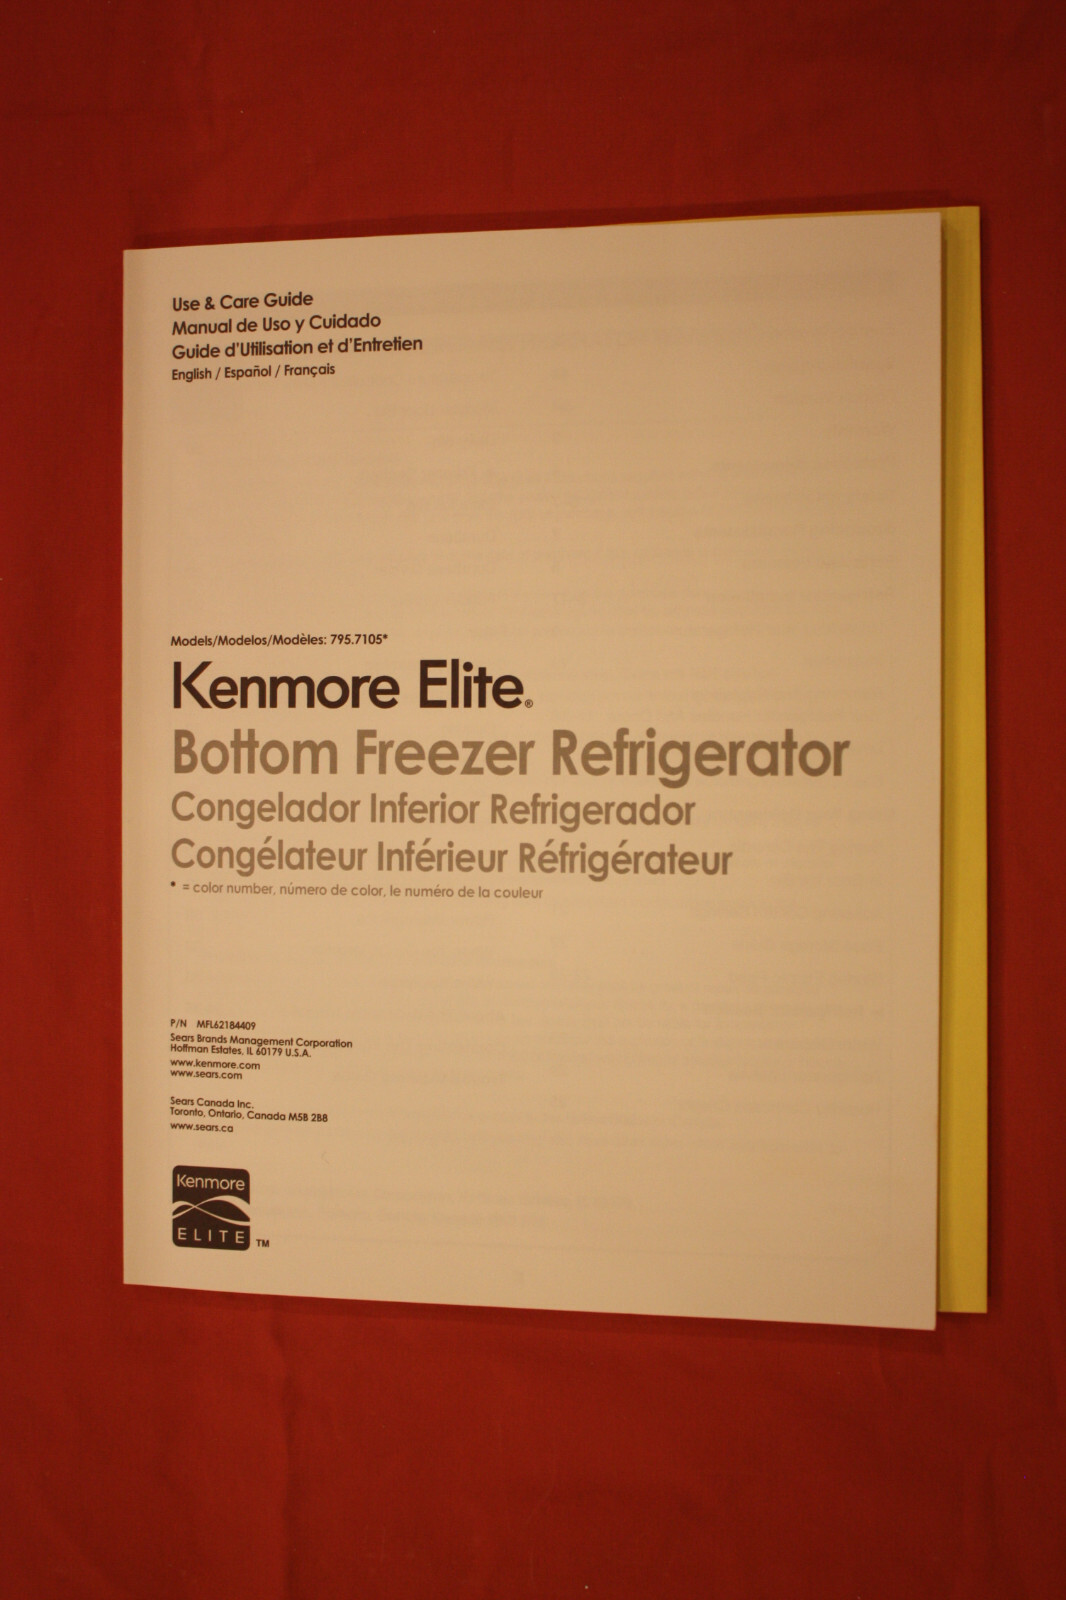 Use & Care Guide
Manual de Uso y Cuidado
Guide d'Utilisation et d'Entretien
English / Español / Français
Models/Modelos/Modèles: 795.7105*
Kenmore Elite®
Bottom Freezer Refrigerator
Congelador Inferior Refrigerador
Congélateur Inférieur Réfrigérateur
* = color number, número de color, le numéro de la couleur
P/N MFL62184409
Sears Brands Management Corporation
Hoffman Estates, IL 60179 U.S.A.
www.kenmore.com
www.sears.com
Sears Canada Inc.
Toronto, Ontario, Canada M5B 2B8
www.sears.ca
Kenmore
ELITE TM